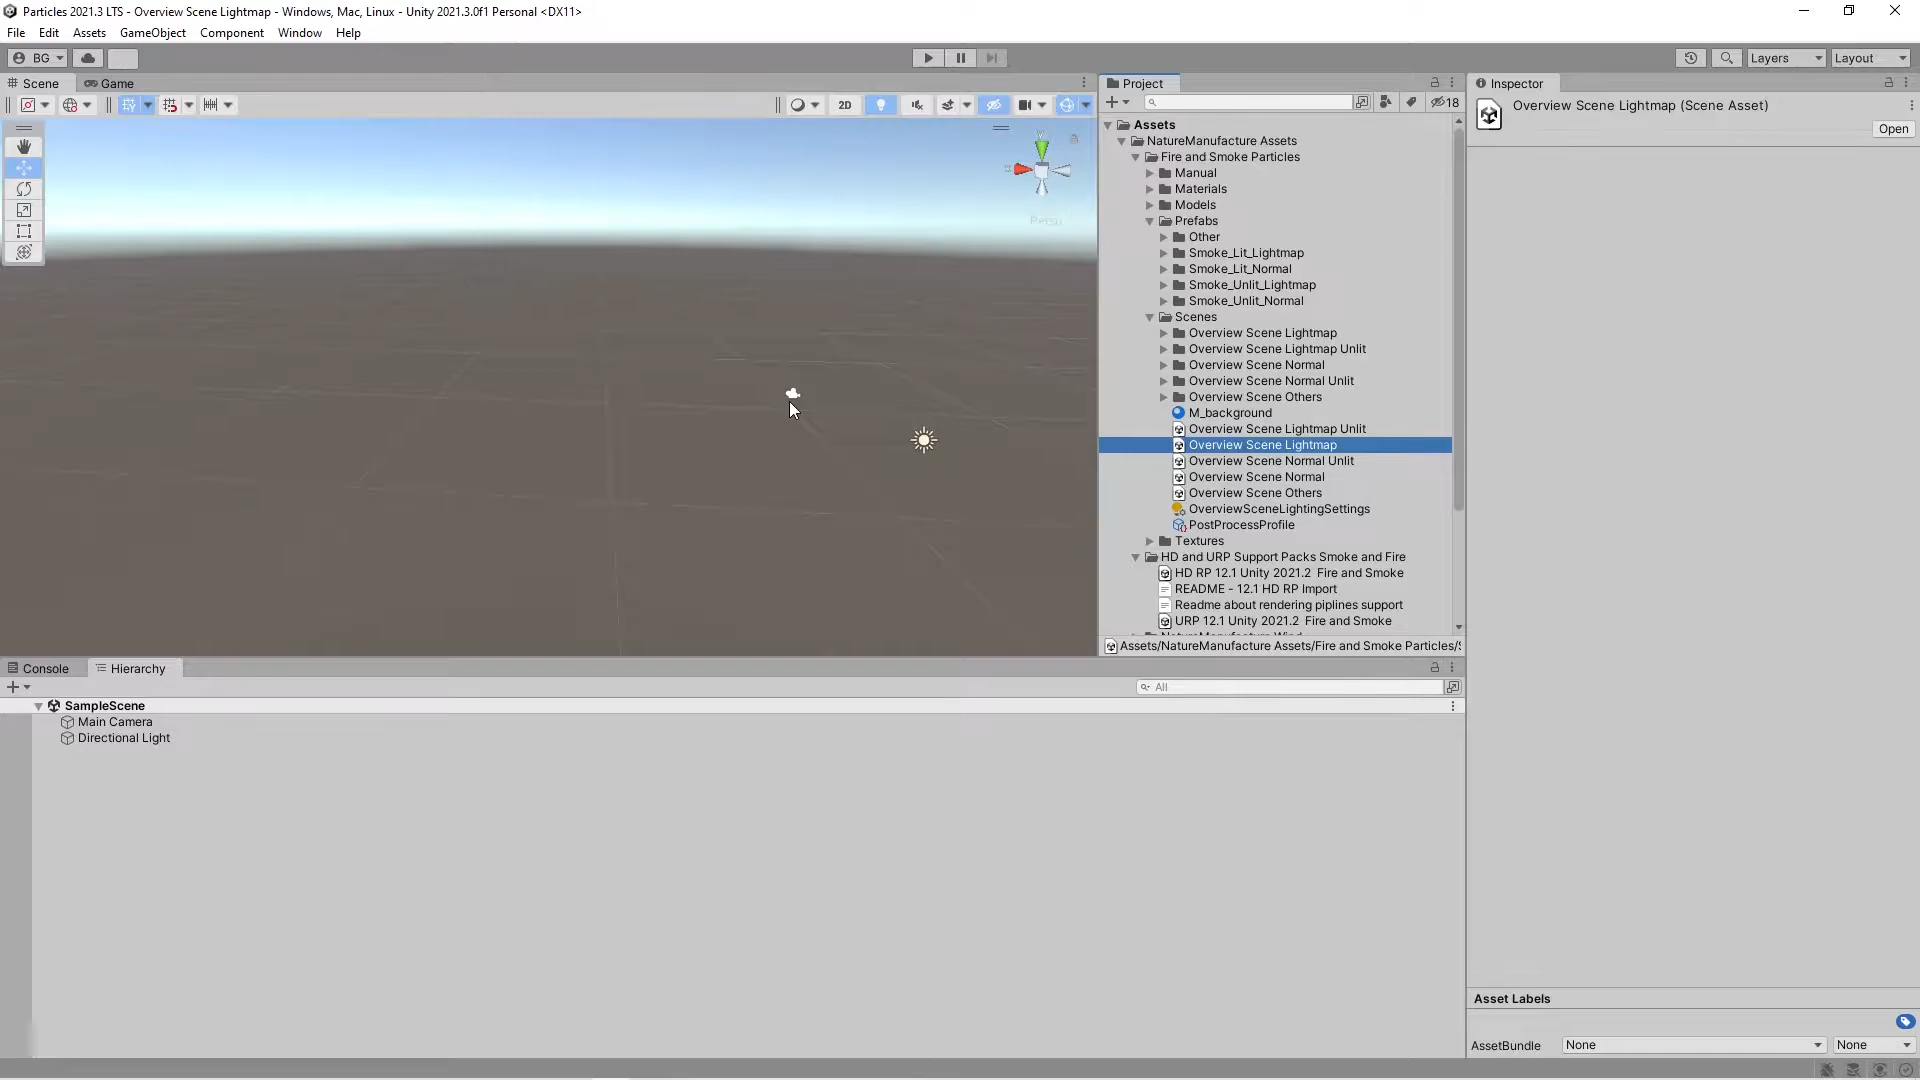 Particles 2021.3 LTS - Overview Scene Lightmap - Windows, Mac, Linux - Unity 2021.3.0f1 Personal <DX11>
File Edit Assets GameObject Component Window Help
BG
Layers
Layout
Scene
Game
2D
Persp
Project
18
Assets
NatureManufacture Assets
Fire and Smoke Particles
Manual
Materials
Models
Prefabs
Other
Smoke_Lit_Lightmap
Smoke_Lit_Normal
Smoke_Unlit_Lightmap
Smoke_Unlit_Normal
Scenes
Overview Scene Lightmap
Overview Scene Lightmap Unlit
Overview Scene Normal
Overview Scene Normal Unlit
Overview Scene Others
M_background
Overview Scene Lightmap Unlit
Overview Scene Lightmap
Overview Scene Normal Unlit
Overview Scene Normal
Overview Scene Others
OverviewSceneLightingSettings
PostProcessProfile
Textures
HD and URP Support Packs Smoke and Fire
HD RP 12.1 Unity 2021.2 Fire and Smoke
README - 12.1 HD RP Import
Readme about rendering piplines support
URP 12.1 Unity 2021.2 Fire and Smoke
Assets/NatureManufacture Assets/Fire and Smoke Particles/S
Inspector
Overview Scene Lightmap (Scene Asset)
Open
Console
Hierarchy
All
SampleScene
Main Camera
Directional Light
Asset Labels
AssetBundle
None
None